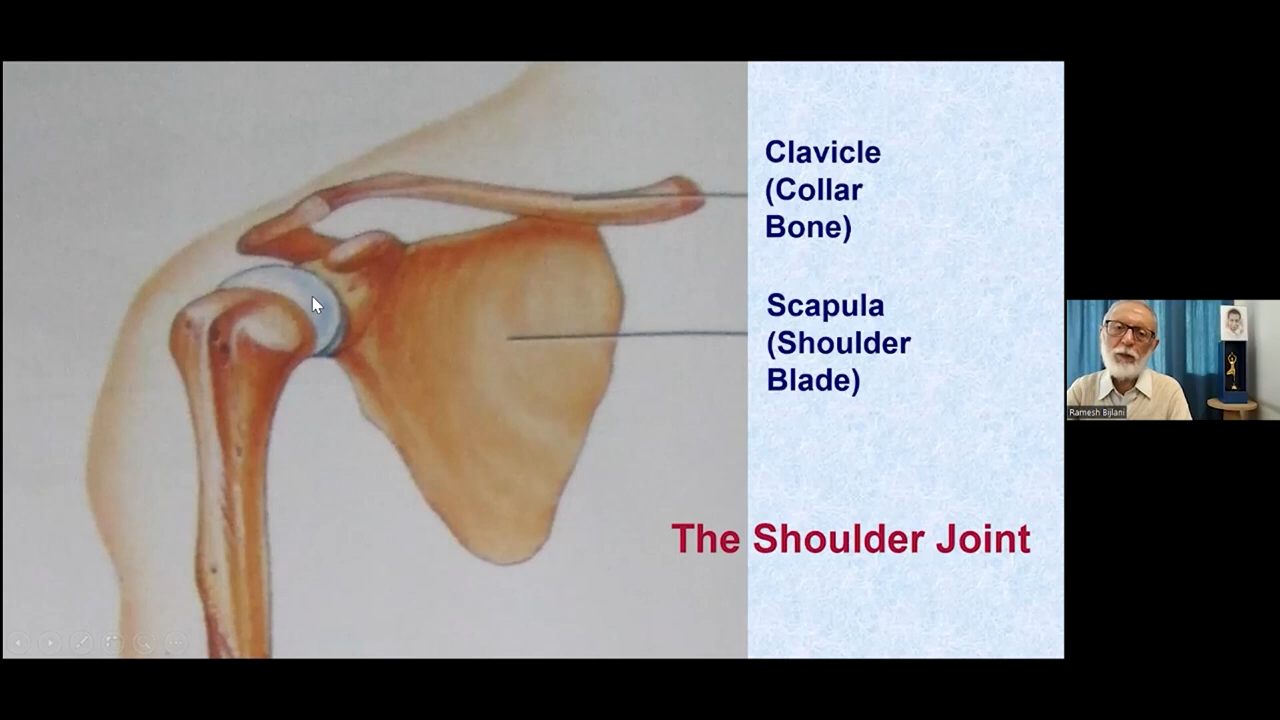 Clavicle
(Collar
Bone)
Scapula
(Shoulder
Blade)
The Shoulder Joint
Ramesh Bijlani